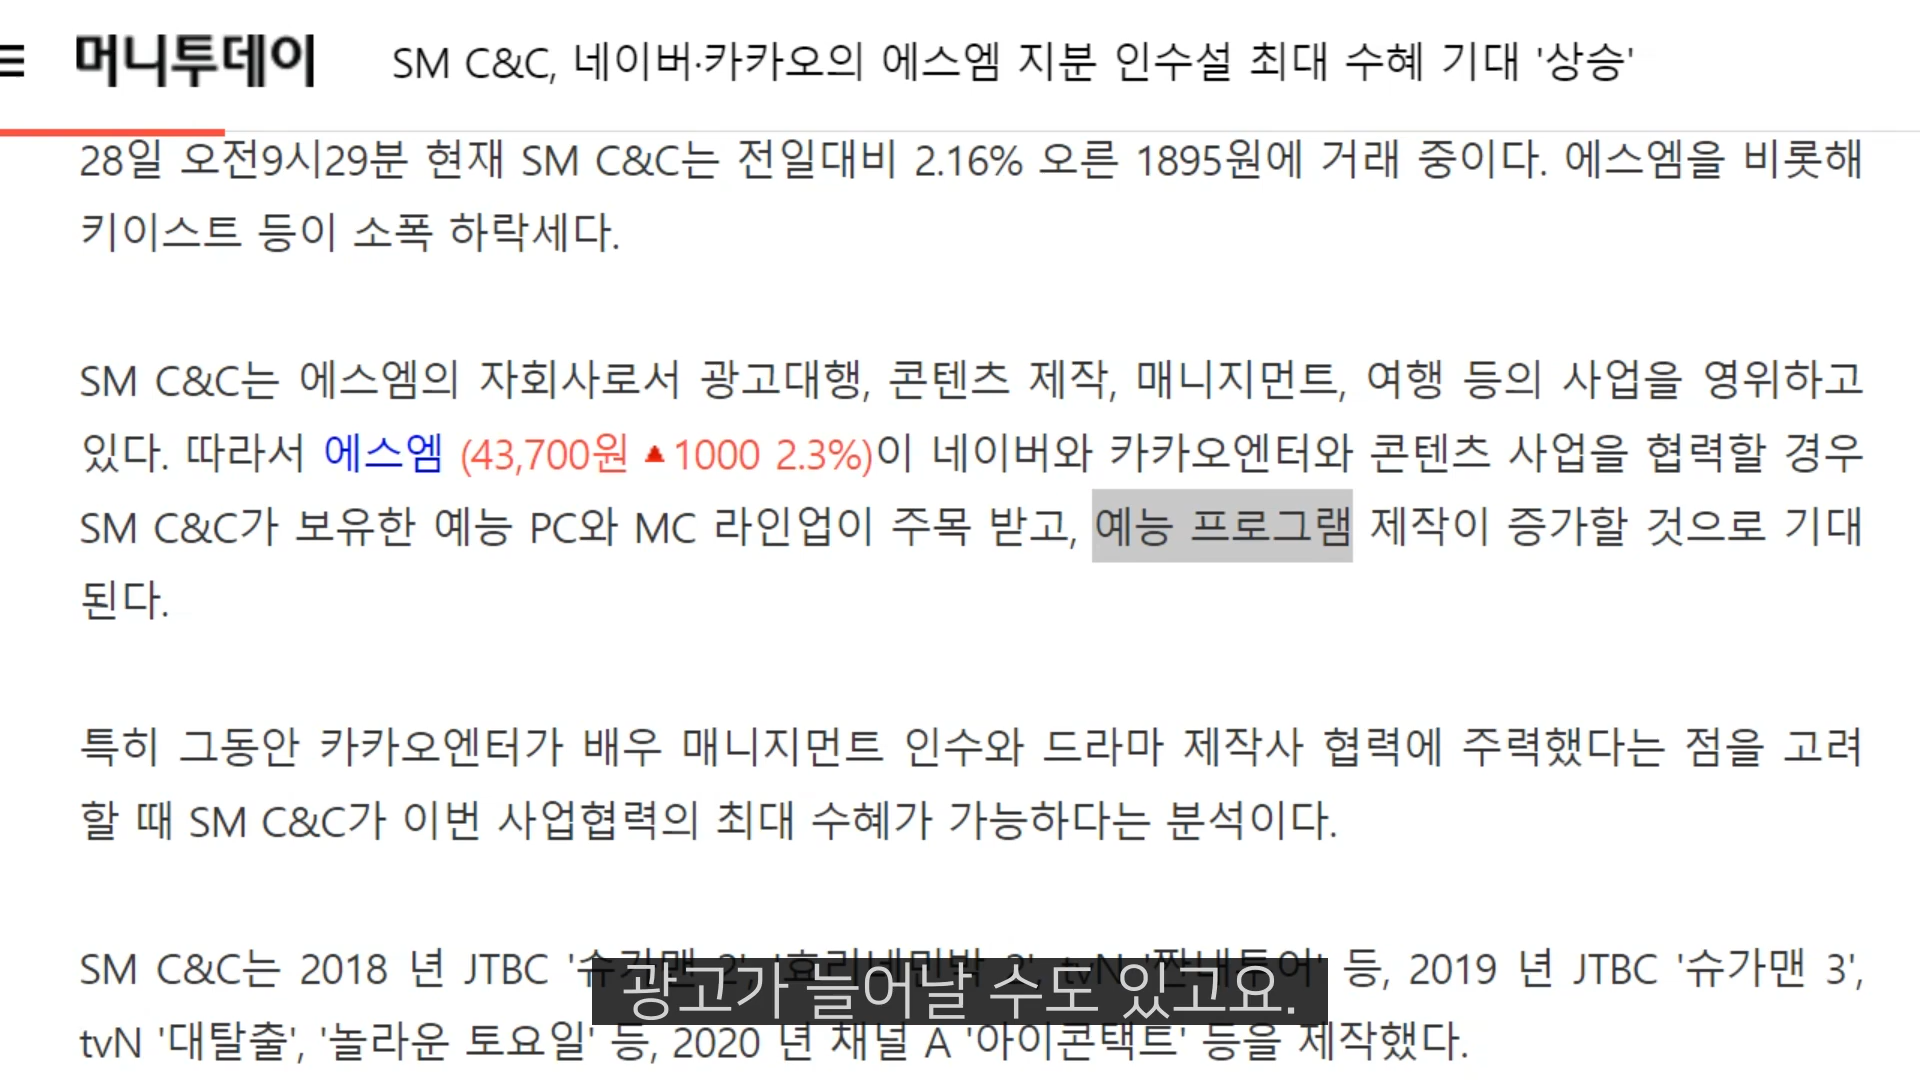 머니투데이
SM C&C, 네이버·카카오의 에스엠 지분 인수설 최대 수혜 기대 '상승'
28일 오전9시29분 현재 SM C&C는 전일대비 2.16% 오른 1895원에 거래 중이다. 에스엠을 비롯해
키이스트 등이 소폭 하락세다.
SM C&C는 에스엠의 자회사로서 광고대행, 콘텐츠 제작, 매니지먼트, 여행 등의 사업을 영위하고
있다. 따라서 에스엠 (43,700원 ▲1000 2.3%)이 네이버와 카카오엔터와 콘텐츠 사업을 협력할 경우
SM C&C가 보유한 예능 PC와 MC 라인업이 주목 받고, 예능 프로그램 제작이 증가할 것으로 기대
된다.
특히 그동안 카카오엔터가 배우 매니지먼트 인수와 드라마 제작사 협력에 주력했다는 점을 고려
할 때 SM C&C가 이번 사업협력의 최대 수혜가 가능하다는 분석이다.
SM C&C는 2018 년 JTBC '슈가맨 2', '효리네민박 2', tvN '짠내투어' 등, 2019 년 JTBC '슈가맨 3',
광고가 늘어날 수도 있고요.
tvN '대탈출', '놀라운 토요일' 등, 2020 년 채널 A '아이콘택트' 등을 제작했다.